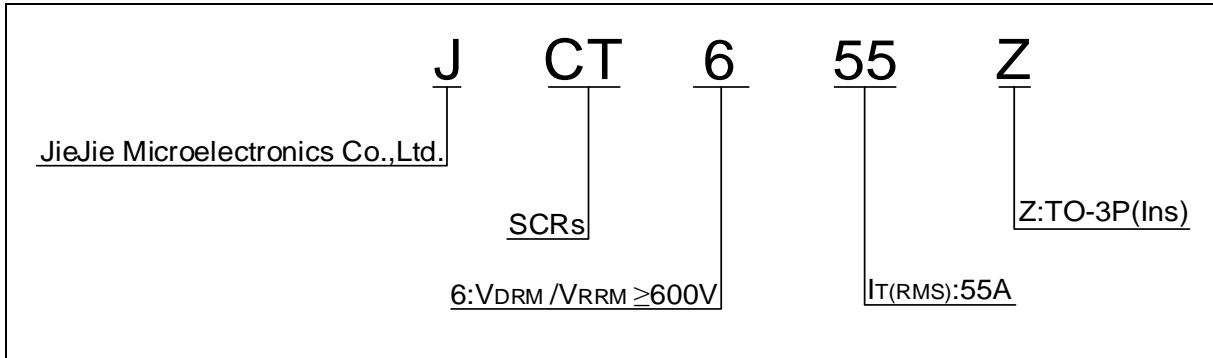 J CT 6 55 Z
JieJie Microelectronics Co.,Ltd.
SCRs
Z:TO-3P(Ins)
6:VDRM /VRRM ≥600V
IT(RMS):55A